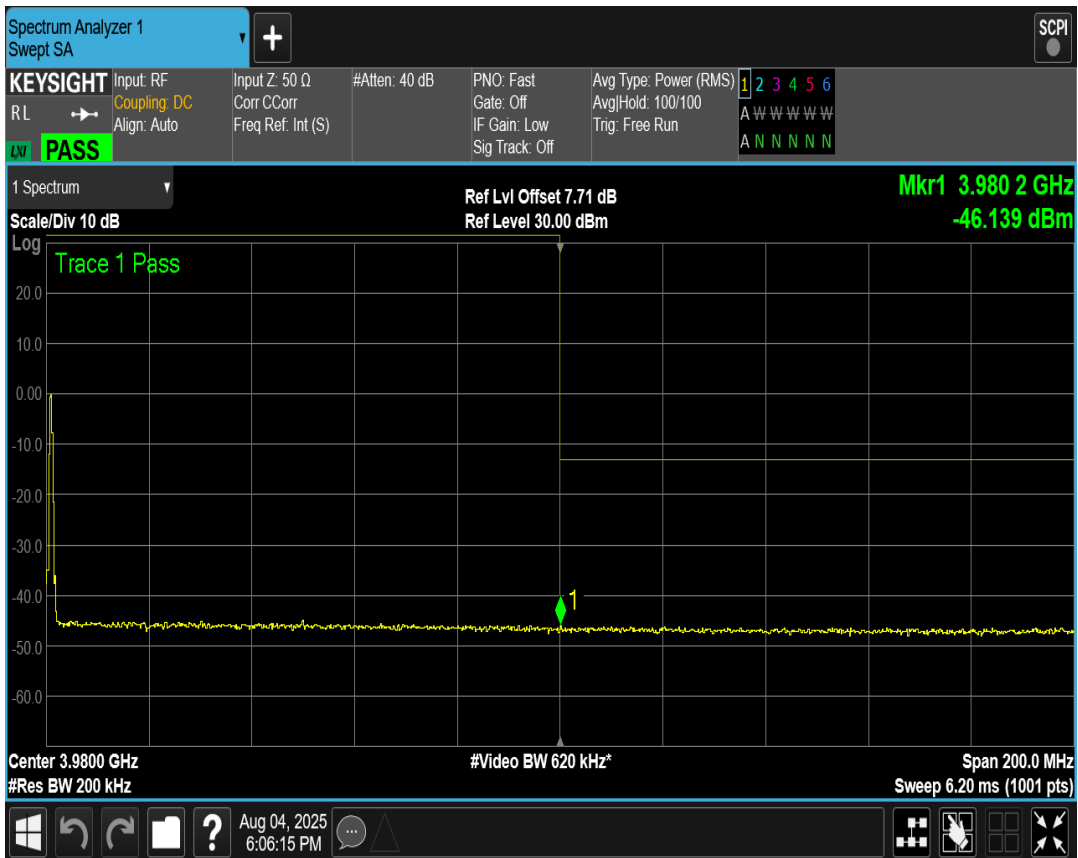 Spectrum Analyzer 1
Swept SA
+
SCPI
KEYSIGHT
RL
LXI PASS
Input: RF
Coupling: DC
Align: Auto
Input Z: 50 Ω
Corr CCorr
Freq Ref: Int (S)
#Atten: 40 dB
PNO: Fast
Gate: Off
IF Gain: Low
Sig Track: Off
Avg Type: Power (RMS)
Avg|Hold: 100/100
Trig: Free Run
1 2 3 4 5 6
A W W W W W
A N N N N N
1 Spectrum
Scale/Div 10 dB
Ref Lvl Offset 7.71 dB
Ref Level 30.00 dBm
Mkr1 3.980 2 GHz
-46.139 dBm
Log
Trace 1 Pass
20.0
10.0
0.00
-10.0
-20.0
-30.0
-40.0
1
-50.0
-60.0
Center 3.9800 GHz
#Video BW 620 kHz*
Span 200.0 MHz
#Res BW 200 kHz
Sweep 6.20 ms (1001 pts)
?
Aug 04, 2025
6:06:15 PM